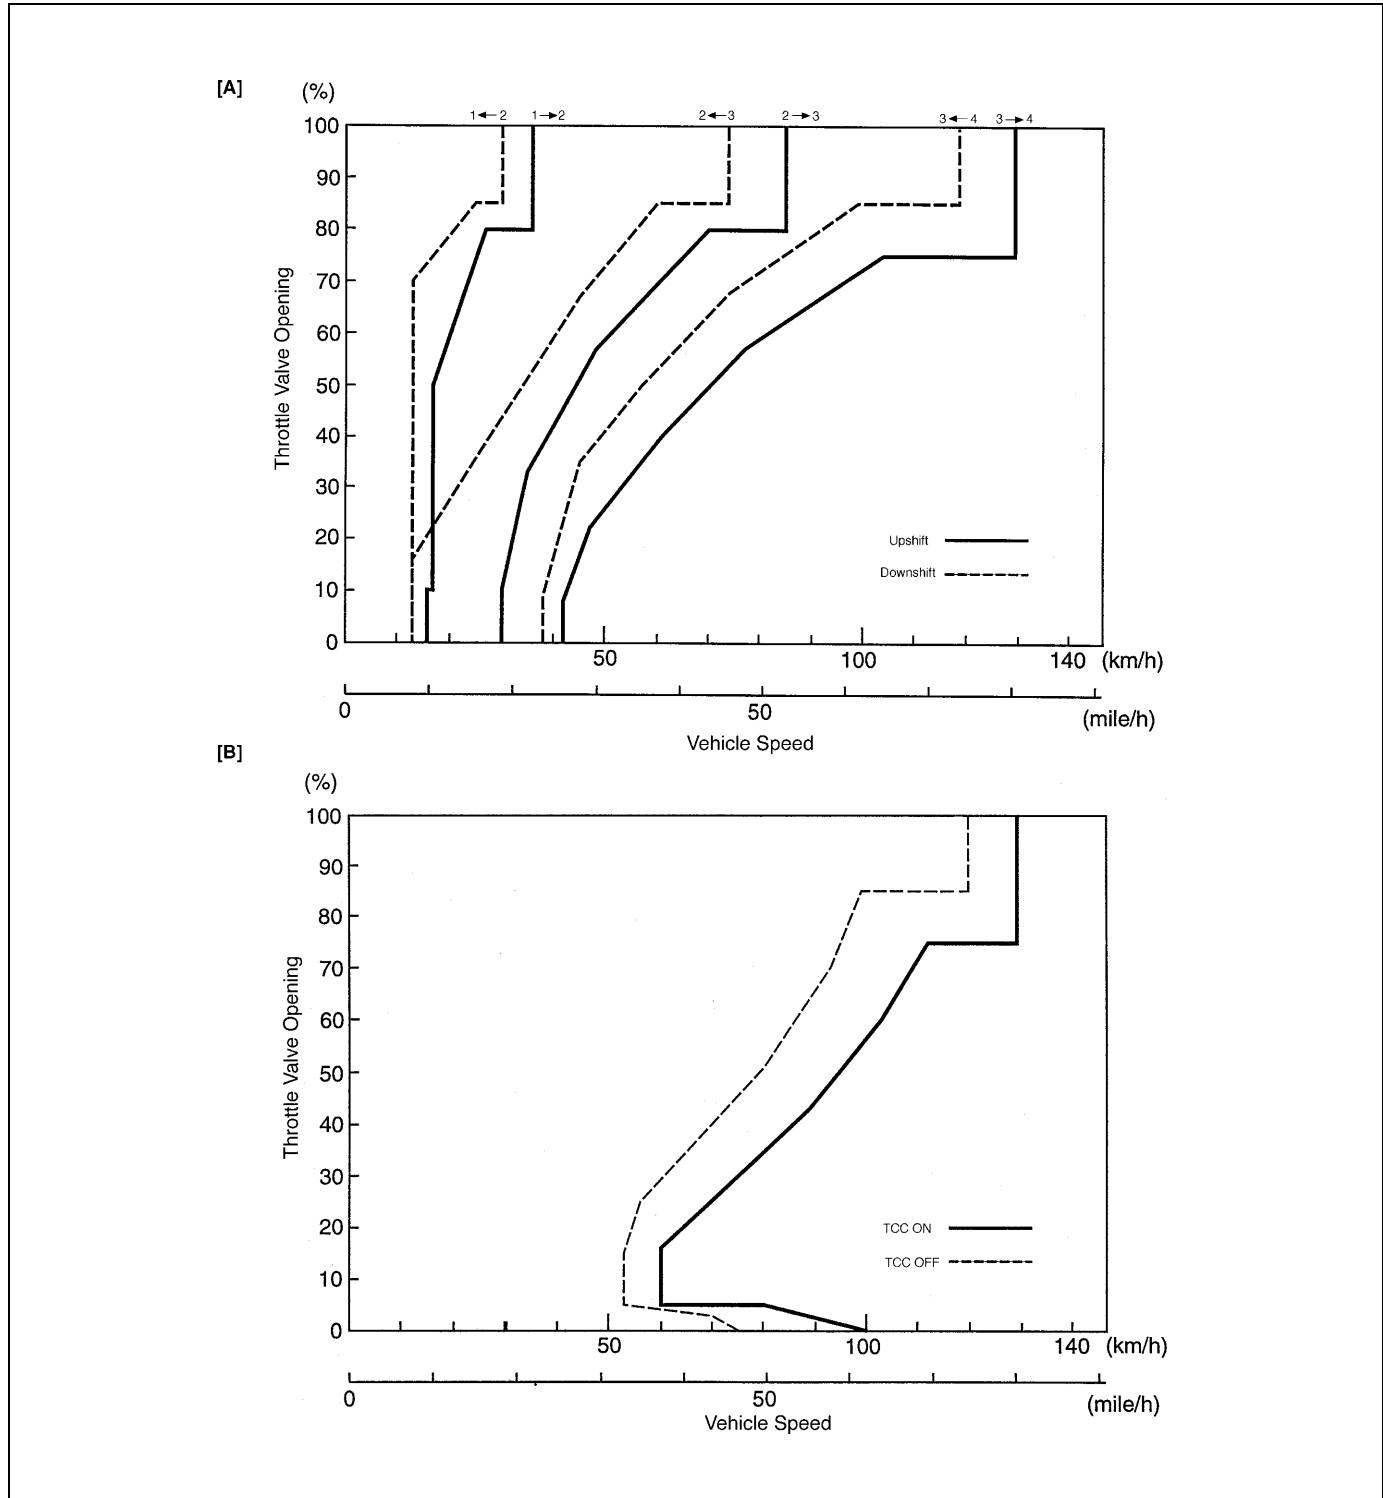 [A]
(%)
1←2 1→2 2←3 2→3 3←4 3→4
100
90
80
70
60
50
40
30
20
10
0
Throttle Valve Opening
Upshift
Downshift
50 100 140 (km/h)
0 50 (mile/h)
Vehicle Speed
[B]
(%)
100
90
80
70
60
50
40
30
20
10
0
Throttle Valve Opening
TCC ON
TCC OFF
50 100 140 (km/h)
0 50 (mile/h)
Vehicle Speed